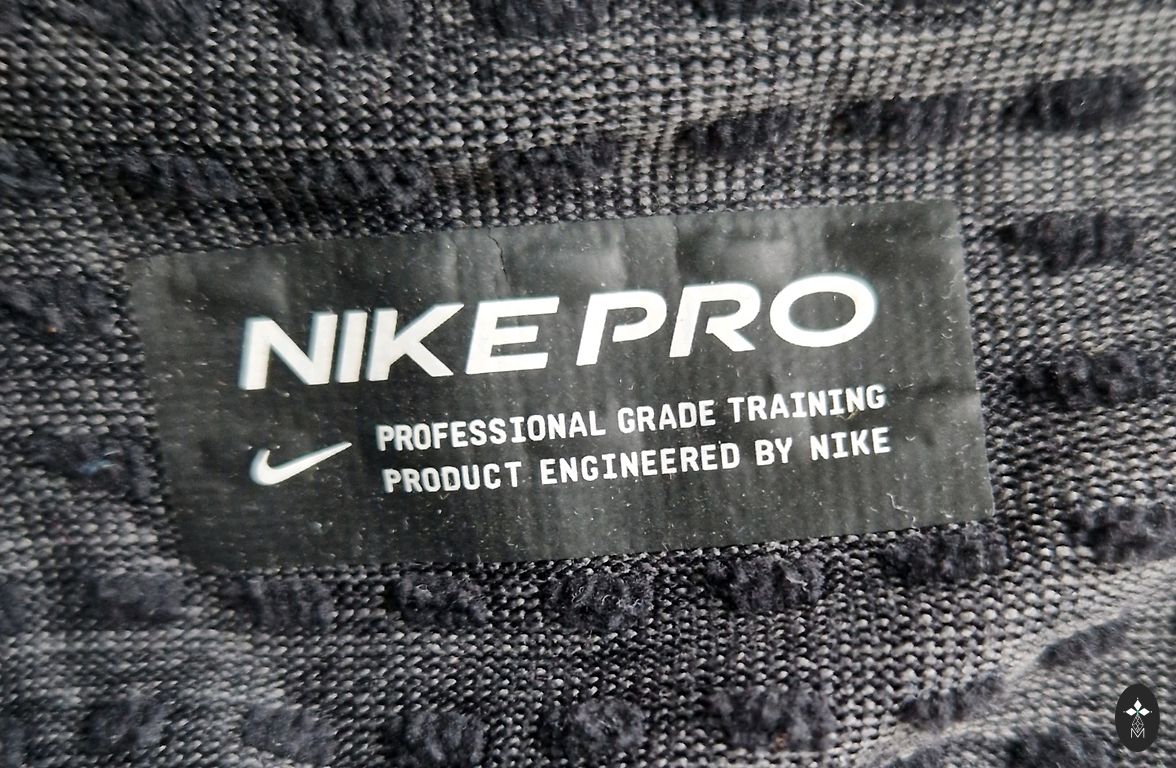 NIKE PRO
PROFESSIONAL GRADE TRAINING
PRODUCT ENGINEERED BY NIKE
M